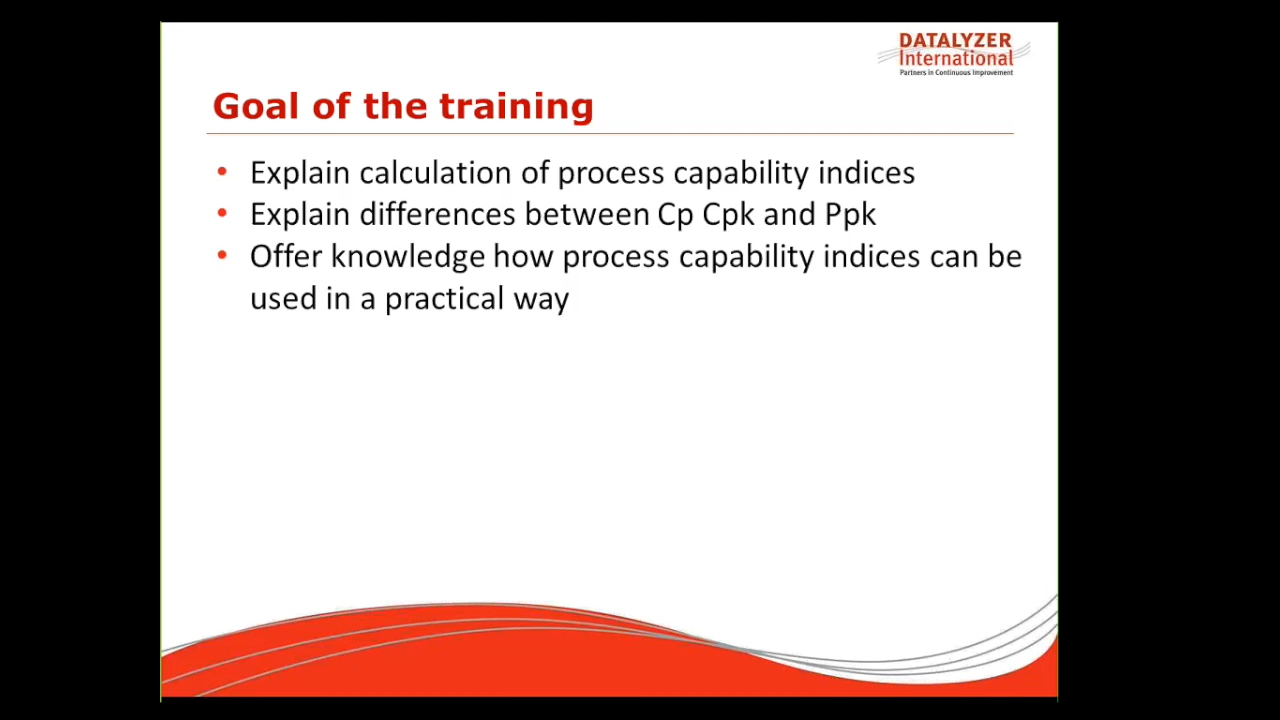 DATALYZER
International
Partners in Continuous Improvement
Goal of the training
• Explain calculation of process capability indices
• Explain differences between Cp Cpk and Ppk
• Offer knowledge how process capability indices can be
used in a practical way